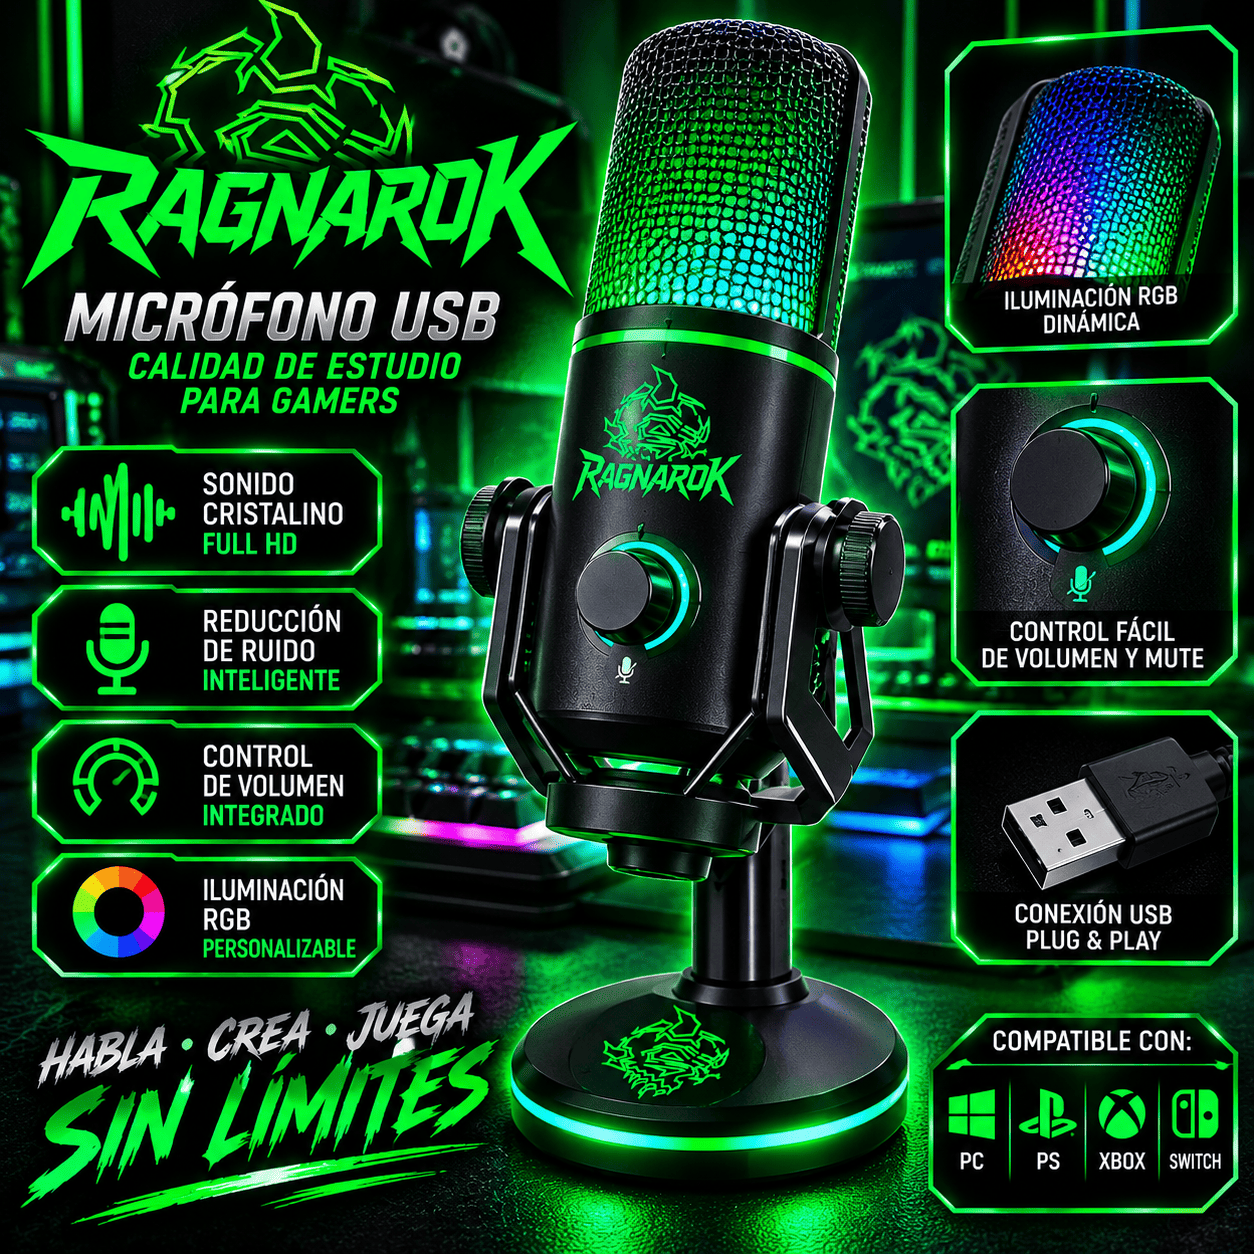 RAGNAROK
MICRÓFONO USB
CALIDAD DE ESTUDIO
PARA GAMERS
SONIDO
CRISTALINO
FULL HD
REDUCCIÓN
DE RUIDO
INTELIGENTE
CONTROL
DE VOLUMEN
INTEGRADO
ILUMINACIÓN
RGB
PERSONALIZABLE
HABLA • CREA • JUEGA
SIN LÍMITES
RAGNAROK
ILUMINACIÓN RGB
DINÁMICA
CONTROL FÁCIL
DE VOLUMEN Y MUTE
CONEXIÓN USB
PLUG & PLAY
COMPATIBLE CON:
PC
PS
XBOX
SWITCH